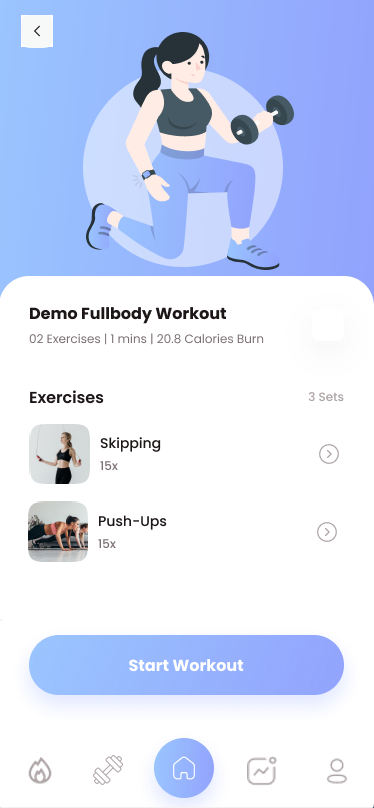 Demo Fullbody Workout
02 Exercises | 1 mins | 20.8 Calories Burn
Exercises
3 Sets
Skipping
15x
Push-Ups
15x
Start Workout